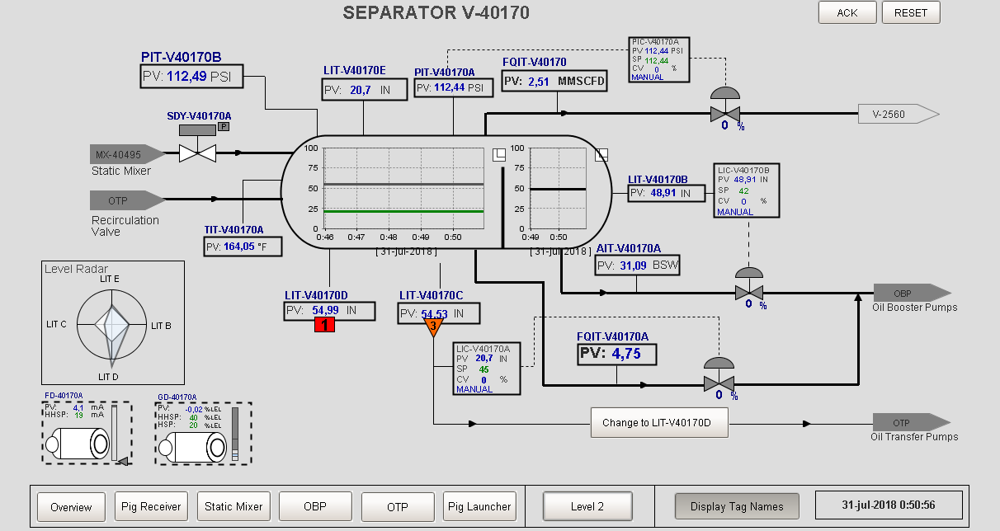 SEPARATOR V-40170
ACK
RESET
PIT-V40170B
PV: 112,49 PSI
LIT-V40170E
PV: 20,7 IN
PIT-V40170A
PV: 112,44 PSI
FQIT-V40170
PV: 2,51 MMSCFD
PIC-V40170A
PV 112,44 PSI
SP 112,44
CV 0 %
MANUAL
0 %
V-2560
SDY-V40170A
P
MX-40495
Static Mixer
OTP
Recirculation
Valve
TIT-V40170A
PV: 164,05 °F
100
75
50
25
0
0:46 0:47 0:48 0:49 0:50
[ 31-jul-2018 ]
100
75
50
25
0
0:49 0:50
[ 31-jul-2018 ]
LIT-V40170B
PV: 48,91 IN
LIC-V40170B
PV 48,91 IN
SP 42
CV 0 %
MANUAL
AIT-V40170A
PV: 31,09 BSW
0 %
OBP
Oil Booster Pumps
Level Radar
LIT E
LIT C
LIT B
LIT D
LIT-V40170D
PV: 54,99 IN
1
LIT-V40170C
PV: 54,53 IN
3
LIC-V40170A
PV 20,7 IN
SP 45
CV 0 %
MANUAL
FQIT-V40170A
PV: 4,75
0 %
FD-40170A
PV: 4,1 mA
HHSP: 19 mA
GD-40170A
PV: -0,02 %LEL
HHSP: 40 %LEL
HSP: 20 %LEL
Change to LIT-V40170D
OTP
Oil Transfer Pumps
Overview
Pig Receiver
Static Mixer
OBP
OTP
Pig Launcher
Level 2
Display Tag Names
31-jul-2018 0:50:56